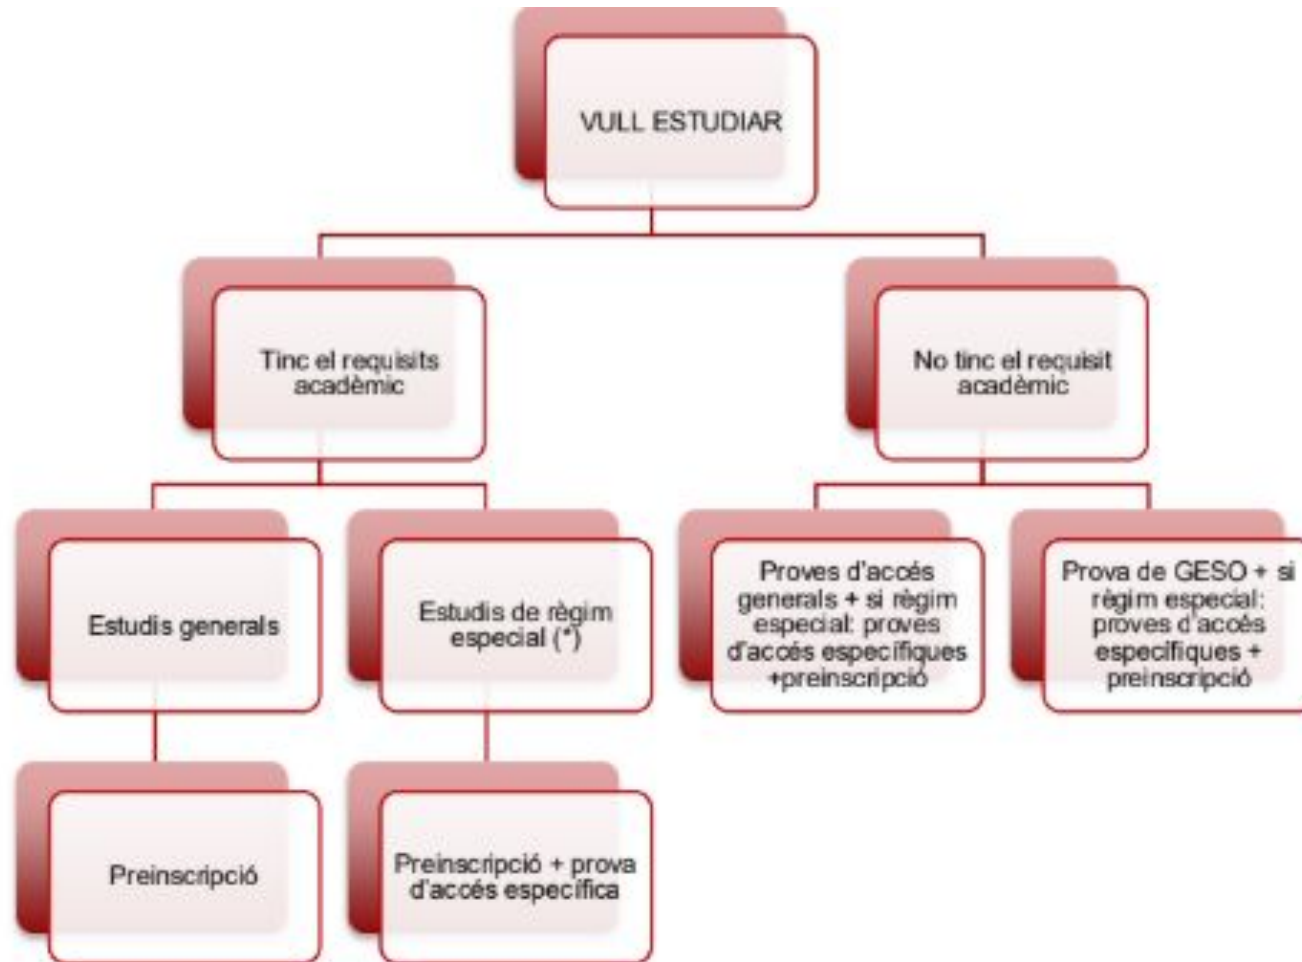 VULL ESTUDIAR
Tinc el requisits
acadèmic
No tinc el requisit
acadèmic
Estudis generals
Estudis de règim
especial (*)
Proves d'accés
generals + si règim
especial: proves
d'accés específiques
+preinscripció
Prova de GESO + si
règim especial:
proves d'accés
específiques +
preinscripció
Preinscripció
Preinscripció + prova
d'accés específica